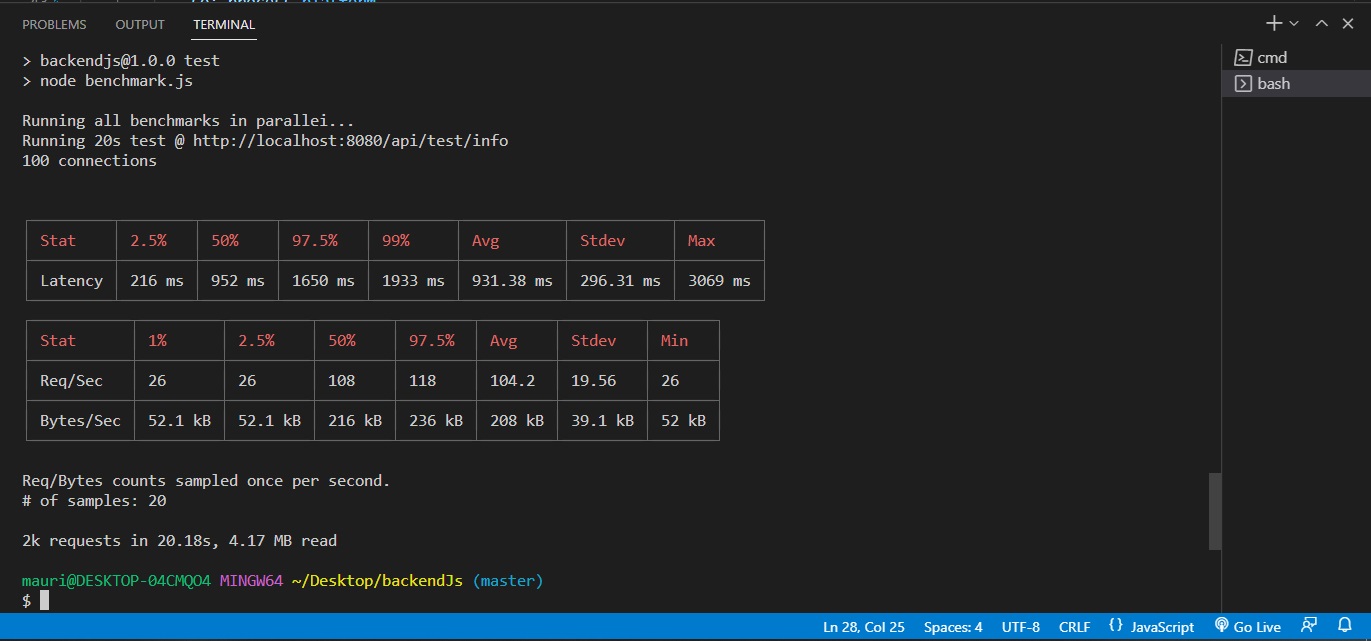 PROBLEMS OUTPUT TERMINAL
cmd
bash
> backendjs@1.0.0 test
> node benchmark.js
Running all benchmarks in parallei...
Running 20s test @ http://localhost:8080/api/test/info
100 connections
Stat 2.5% 50% 97.5% 99% Avg Stdev Max
Latency 216 ms 952 ms 1650 ms 1933 ms 931.38 ms 296.31 ms 3069 ms
Stat 1% 2.5% 50% 97.5% Avg Stdev Min
Req/Sec 26 26 108 118 104.2 19.56 26
Bytes/Sec 52.1 kB 52.1 kB 216 kB 236 kB 208 kB 39.1 kB 52 kB
Req/Bytes counts sampled once per second.
# of samples: 20
2k requests in 20.18s, 4.17 MB read
mauri@DESKTOP-04CMQO4 MINGW64 ~/Desktop/backendJs (master)
$
Ln 28, Col 25 Spaces: 4 UTF-8 CRLF {} JavaScript Go Live